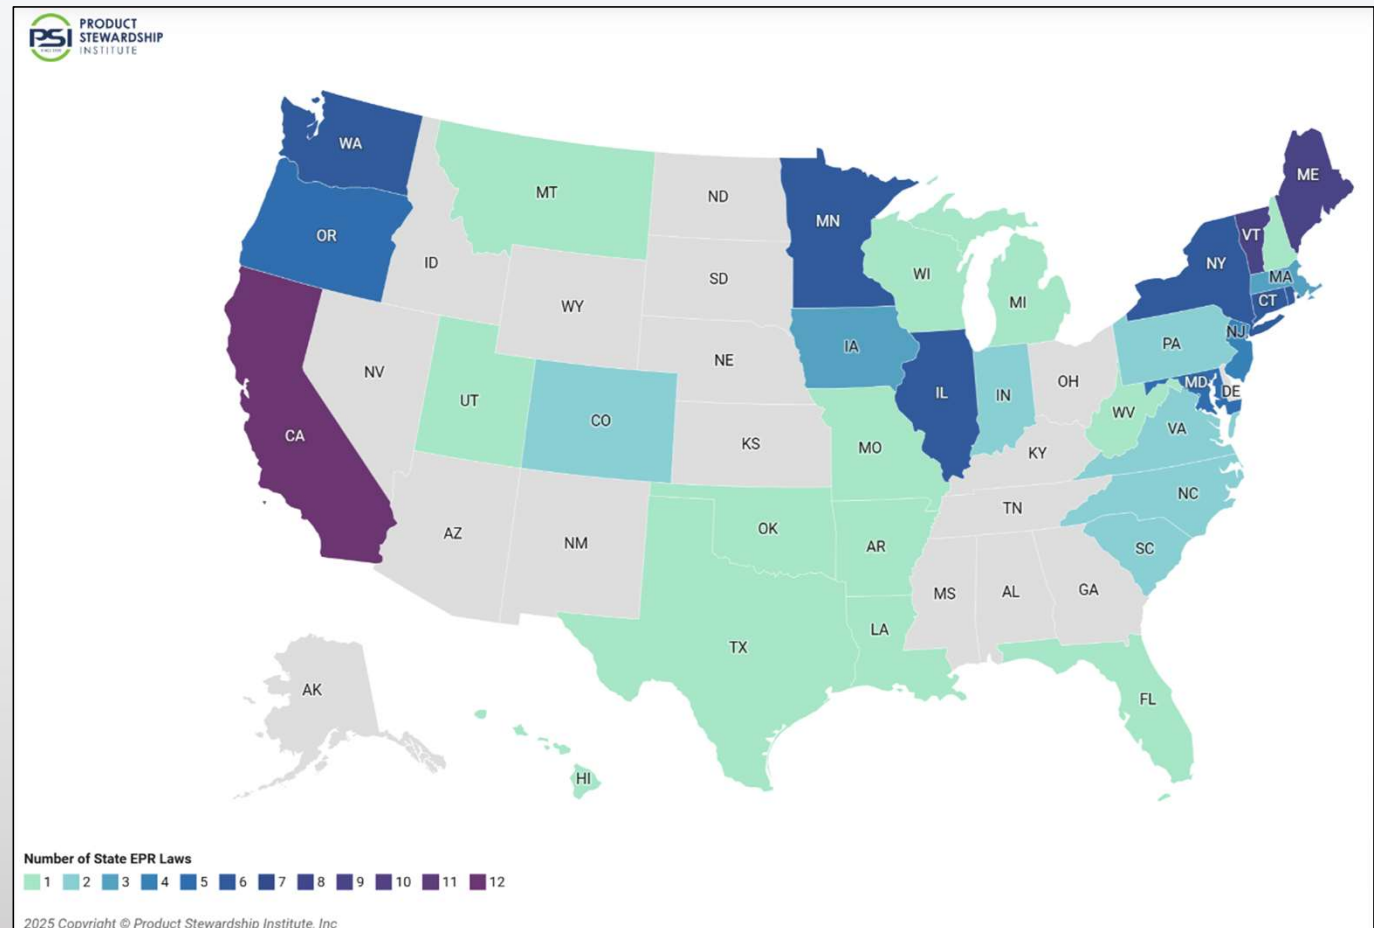 PSI
PRODUCT
STEWARDSHIP
INSTITUTE
WA
MT
ND
MN
ME
OR
ID
SD
WI
MI
VT
NY
MA
CT
WY
NE
IA
PA
NJ
NV
UT
CO
IL
IN
OH
MD
DE
WV
VA
CA
KS
MO
KY
NC
AZ
NM
OK
AR
TN
SC
MS
AL
GA
TX
LA
FL
AK
HI
Number of State EPR Laws
1 2 3 4 5 6 7 8 9 10 11 12
2025 Copyright © Product Stewardship Institute, Inc